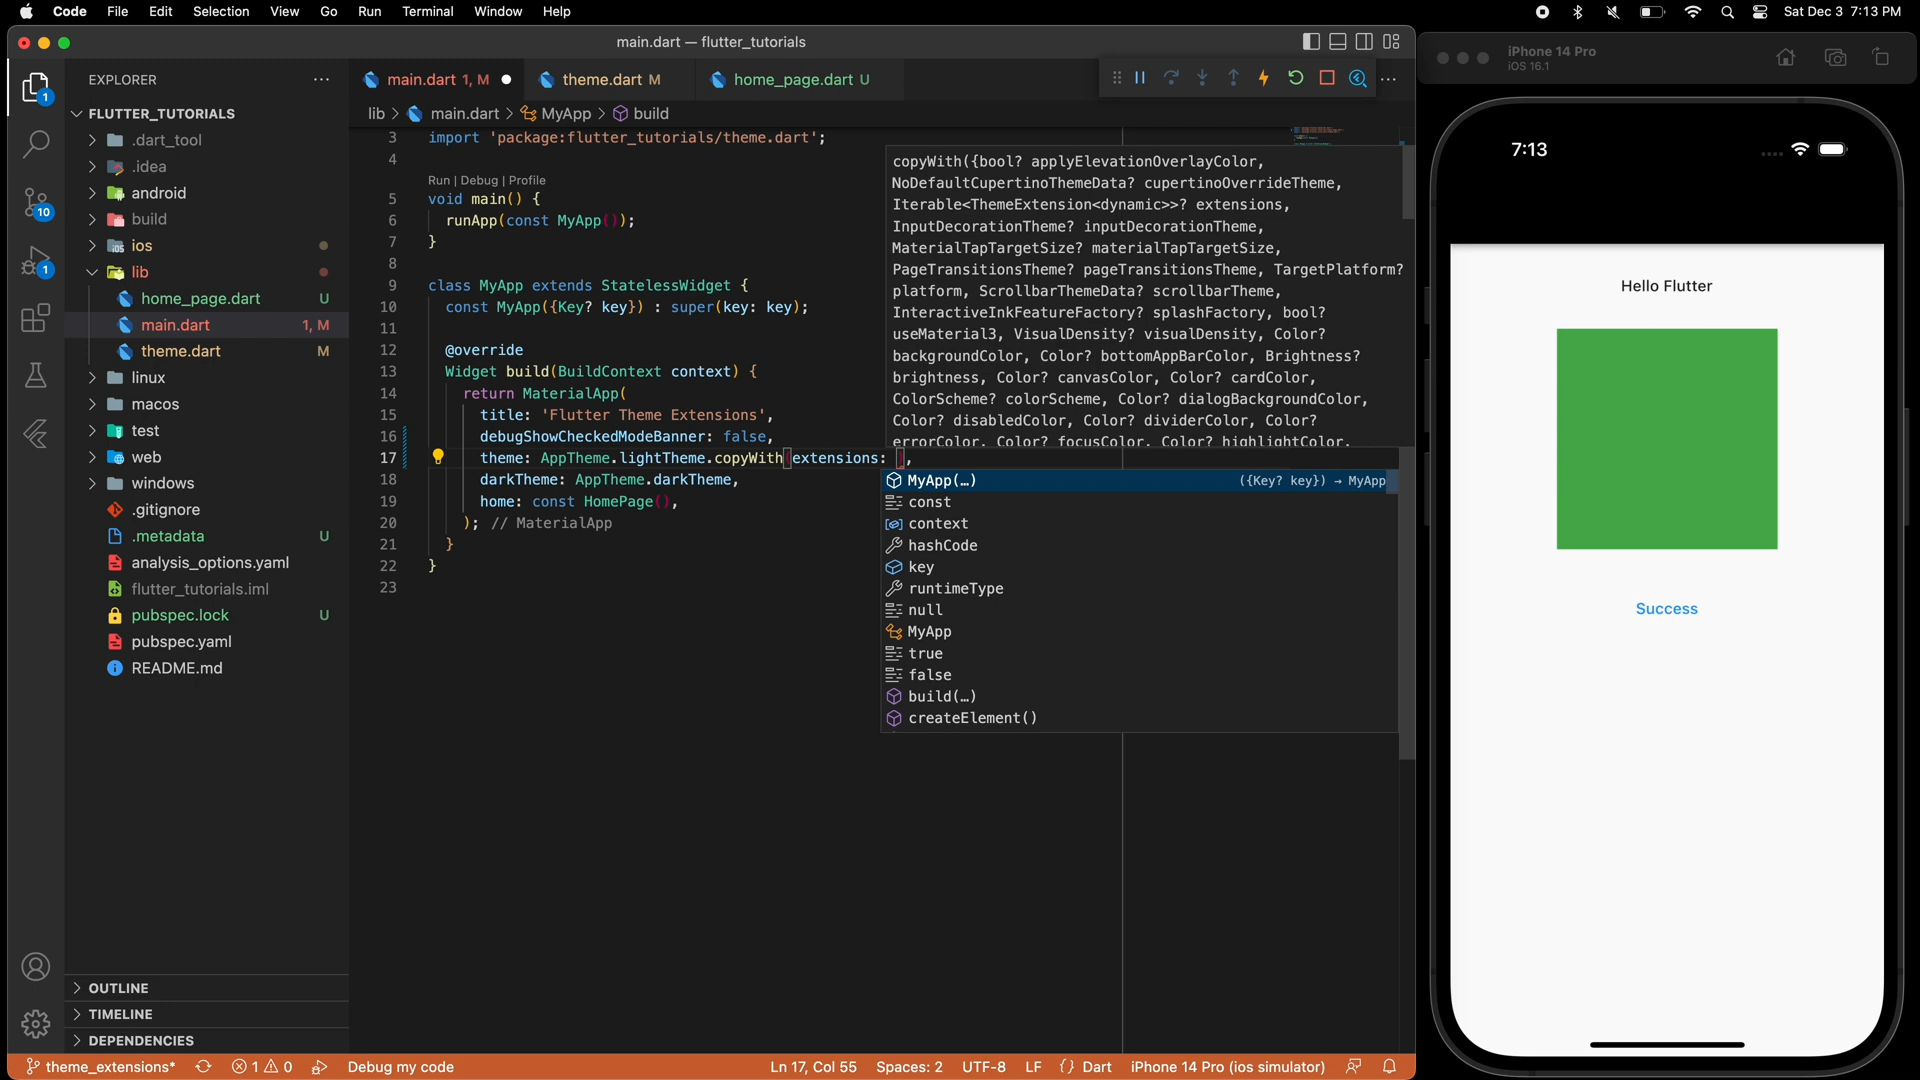 Code File Edit Selection View Go Run Terminal Window Help
Sat Dec 3 7:13 PM
main.dart — flutter_tutorials
iPhone 14 Pro
iOS 16.1
EXPLORER
main.dart 1, M
theme.dart M
home_page.dart U
lib > main.dart > MyApp > build
FLUTTER_TUTORIALS
.dart_tool
.idea
android
build
ios
lib
home_page.dart U
main.dart 1, M
theme.dart M
linux
macos
test
web
windows
.gitignore
.metadata U
analysis_options.yaml
flutter_tutorials.iml
pubspec.lock U
pubspec.yaml
README.md
OUTLINE
TIMELINE
DEPENDENCIES
1
10
1
3 import 'package:flutter_tutorials/theme.dart';
4
Run | Debug | Profile
5 void main() {
6 runApp(const MyApp());
7 }
8
9 class MyApp extends StatelessWidget {
10 const MyApp({Key? key}) : super(key: key);
11
12 @override
13 Widget build(BuildContext context) {
14 return MaterialApp(
15 title: 'Flutter Theme Extensions',
16 debugShowCheckedModeBanner: false,
17 theme: AppTheme.lightTheme.copyWith(extensions: ),
18 darkTheme: AppTheme.darkTheme,
19 home: const HomePage(),
20 ); // MaterialApp
21 }
22 }
23
copyWith({bool? applyElevationOverlayColor,
NoDefaultCupertinoThemeData? cupertinoOverrideTheme,
Iterable<ThemeExtension<dynamic>>? extensions,
InputDecorationTheme? inputDecorationTheme,
MaterialTapTargetSize? materialTapTargetSize,
PageTransitionsTheme? pageTransitionsTheme, TargetPlatform?
platform, ScrollbarThemeData? scrollbarTheme,
InteractiveInkFeatureFactory? splashFactory, bool?
useMaterial3, VisualDensity? visualDensity, Color?
backgroundColor, Color? bottomAppBarColor, Brightness?
brightness, Color? canvasColor, Color? cardColor,
ColorScheme? colorScheme, Color? dialogBackgroundColor,
Color? disabledColor, Color? dividerColor, Color?
errorColor, Color? focusColor, Color? highlightColor,
MyApp(…) ({Key? key}) → MyApp
const
context
hashCode
key
runtimeType
null
MyApp
true
false
build(…)
createElement()
7:13
Hello Flutter
Success
theme_extensions* 1 0 Debug my code Ln 17, Col 55 Spaces: 2 UTF-8 LF {} Dart iPhone 14 Pro (ios simulator)